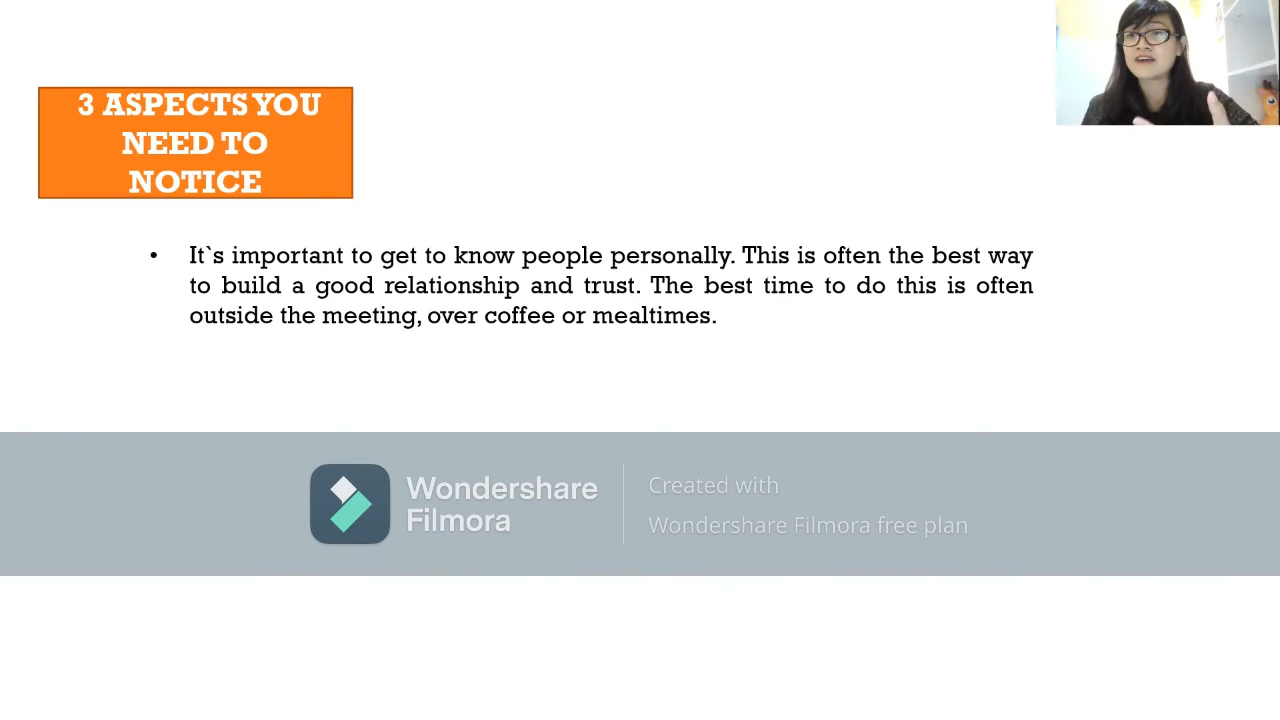 3 ASPECTS YOU
NEED TO
NOTICE
• It`s important to get to know people personally. This is often the best way
to build a good relationship and trust. The best time to do this is often
outside the meeting, over coffee or mealtimes.
Wondershare
Filmora
Created with
Wondershare Filmora free plan